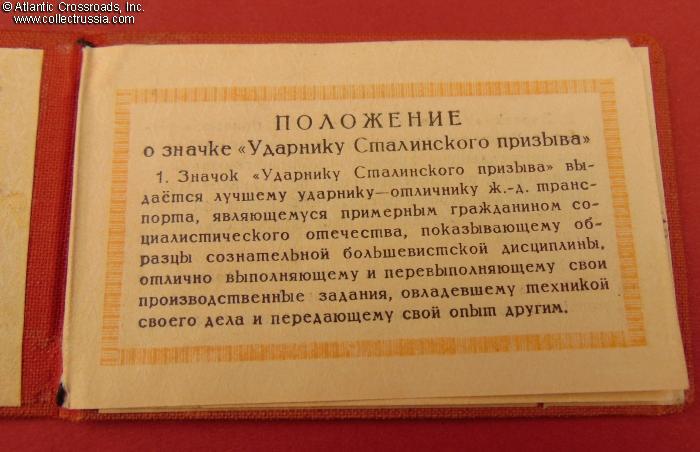 © Atlantic Crossroads, Inc.
www.collectrussia.com
ПОЛОЖЕНИЕ
о значке «Ударнику Сталинского призыва»
1. Значок «Ударнику Сталинского призыва» вы-
даётся лучшему ударнику—отличнику ж.-д. транс-
порта, являющемуся примерным гражданином со-
циалистического отечества, показывающему об-
разцы сознательной большевистской дисциплины,
отлично выполняющему и перевыполняющему свои
производственные задания, овладевшему техникой
своего дела и передающему свой опыт другим.